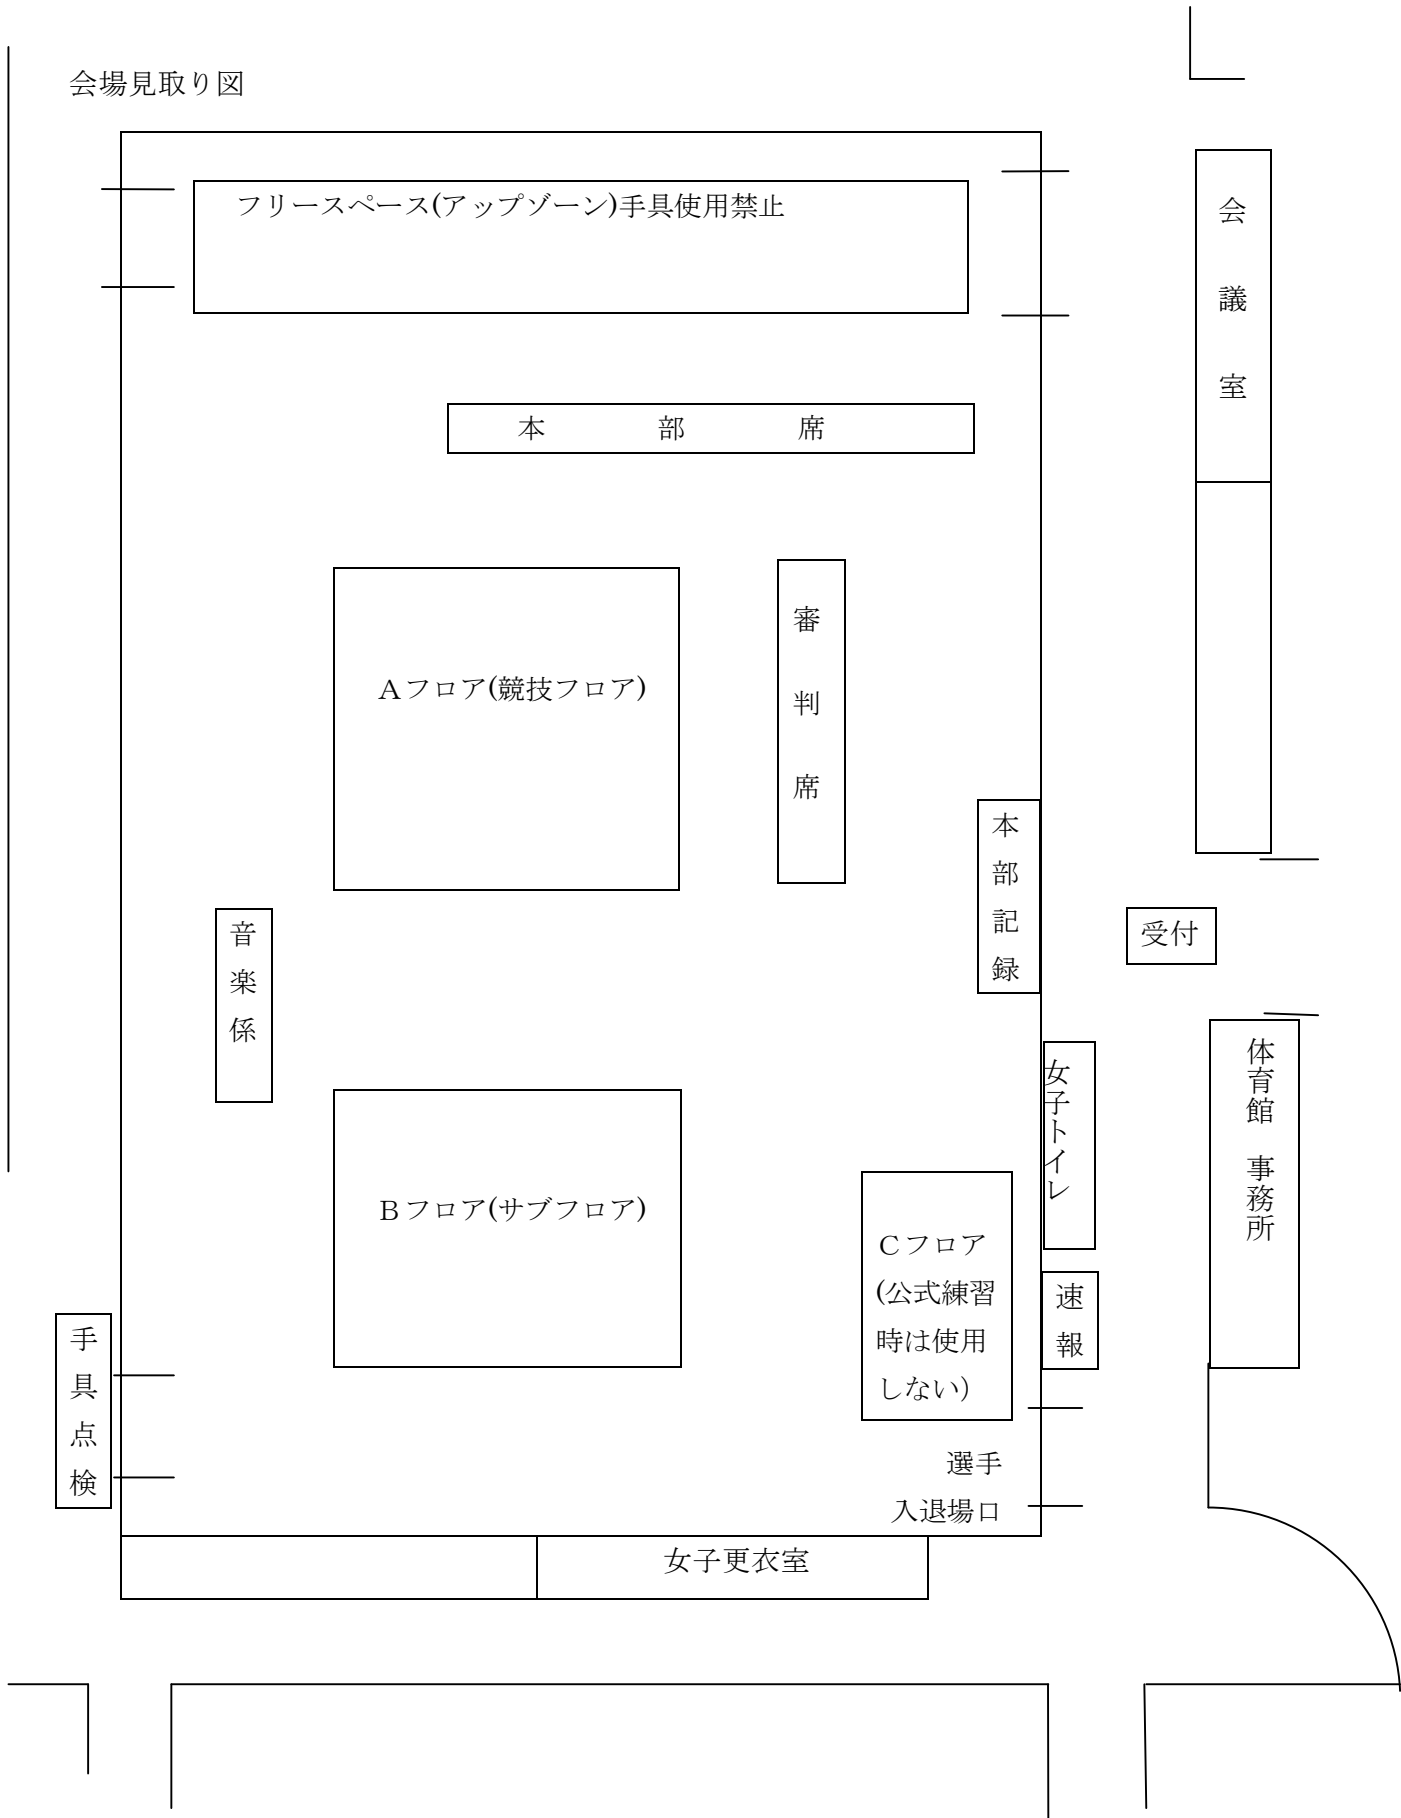 会場見取り図
フリースペース(アップゾーン)手具使用禁止
会議室
本部席
審判席
Aフロア(競技フロア)
本部記録
音楽係
受付
女子トイレ
体育館 事務所
Bフロア(サブフロア)
Cフロア
(公式練習
時は使用
しない）
速報
手具点検
選手
入退場口
女子更衣室